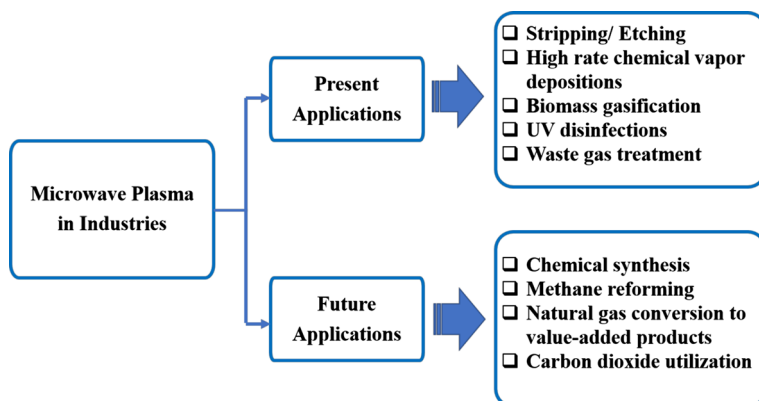 Microwave Plasma
in Industries
Present
Applications
Stripping/ Etching
High rate chemical vapor
depositions
Biomass gasification
UV disinfections
Waste gas treatment
Future
Applications
Chemical synthesis
Methane reforming
Natural gas conversion to
value-added products
Carbon dioxide utilization